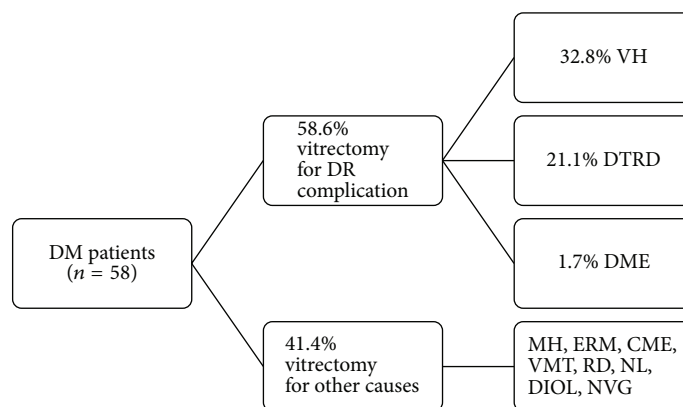 DM patients
(n = 58)
58.6%
vitrectomy
for DR
complication
41.4%
vitrectomy
for other causes
32.8% VH
21.1% DTRD
1.7% DME
MH, ERM, CME,
VMT, RD, NL,
DIOL, NVG